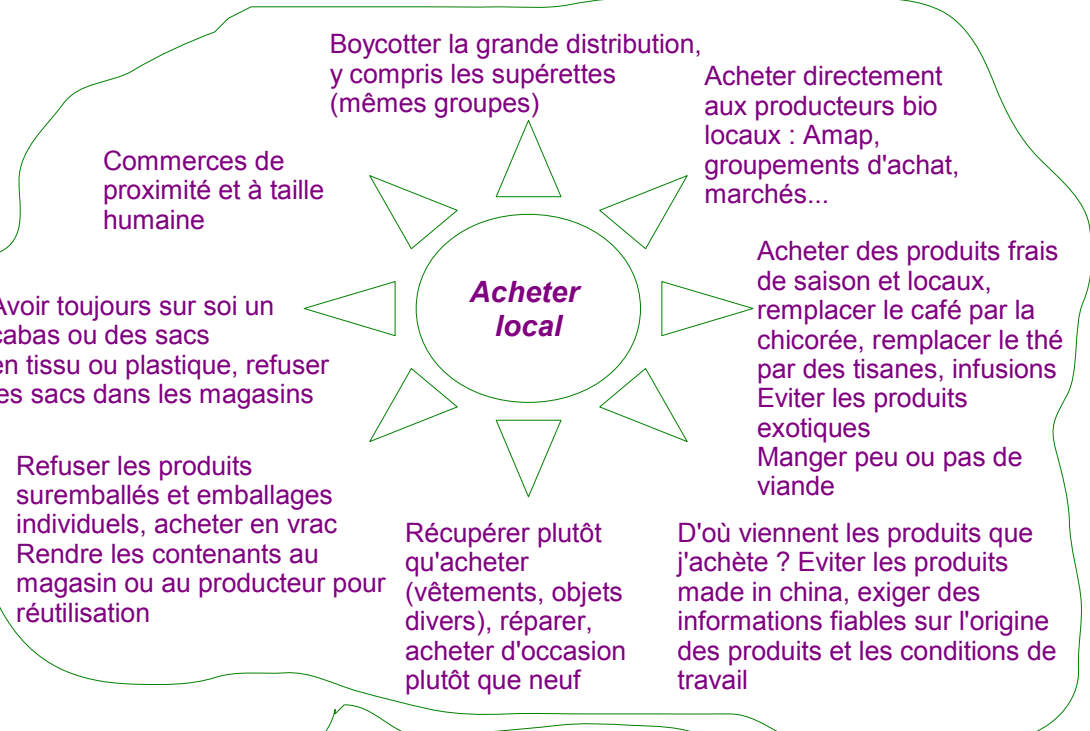 Boycotter la grande distribution,
y compris les supérettes
(mêmes groupes)
Acheter directement
aux producteurs bio
locaux : Amap,
groupements d'achat,
marchés...
Commerces de
proximité et à taille
humaine
Acheter
local
Acheter des produits frais
de saison et locaux,
remplacer le café par la
chicorée, remplacer le thé
par des tisanes, infusions
Eviter les produits
exotiques
Manger peu ou pas de
viande
Avoir toujours sur soi un
cabas ou des sacs
en tissu ou plastique, refuser
les sacs dans les magasins
Refuser les produits
suremballés et emballages
individuels, acheter en vrac
Rendre les contenants au
magasin ou au producteur pour
réutilisation
Récupérer plutôt
qu'acheter
(vêtements, objets
divers), réparer,
acheter d'occasion
plutôt que neuf
D'où viennent les produits que
j'achète ? Eviter les produits
made in china, exiger des
informations fiables sur l'origine
des produits et les conditions de
travail